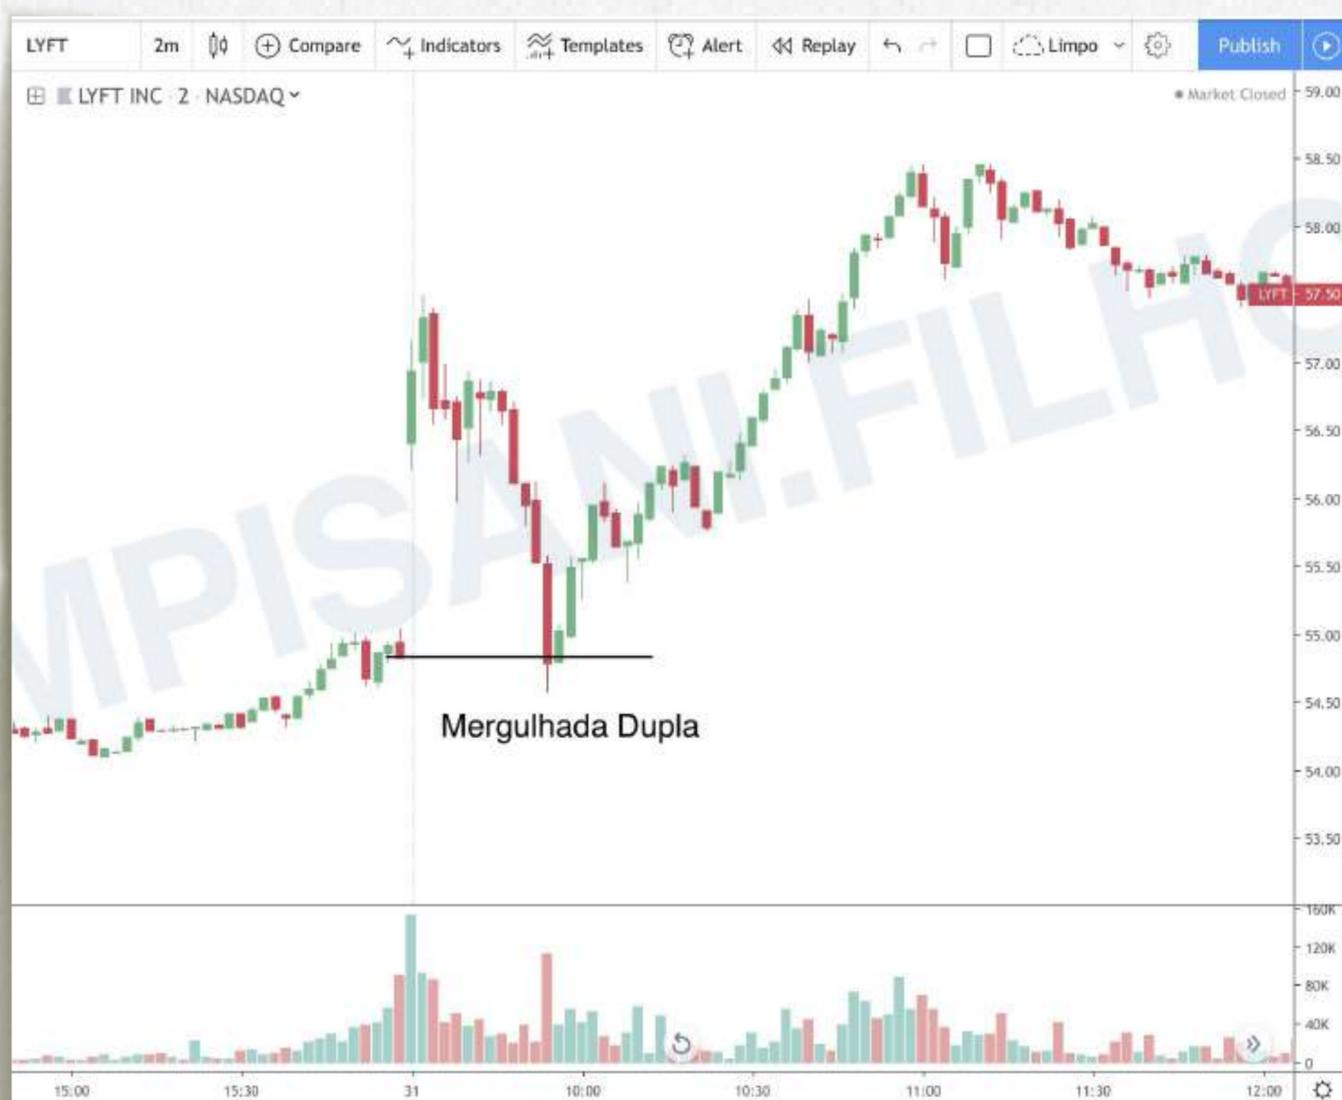 LYFT 2m Compare Indicators Templates Alert Replay Limpo Publish
LYFT INC · 2 · NASDAQ
Market Closed
59.00
58.50
58.00
LYFT 57.50
57.00
56.50
56.00
55.50
55.00
54.50
54.00
53.50
MPISANI.FILHO
Mergulhada Dupla
160K
120K
80K
40K
0
15:00 15:30 31 10:00 10:30 11:00 11:30 12:00